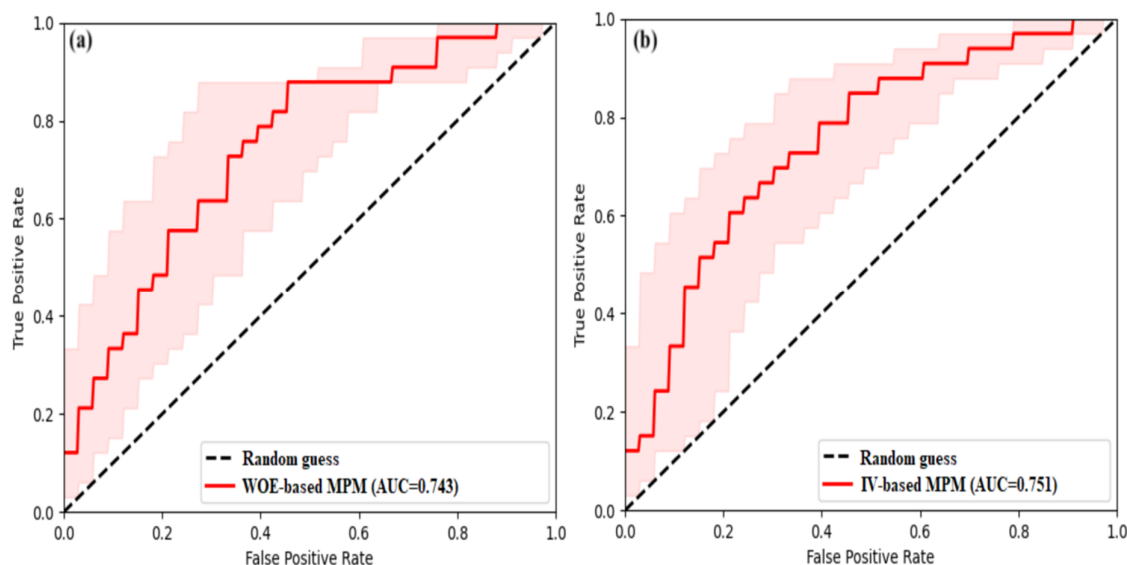 (a)
1.0
0.8
0.6
0.4
0.2
0.0
True Positive Rate
0.0 0.2 0.4 0.6 0.8 1.0
False Positive Rate
Random guess
WOE-based MPM (AUC=0.743)
(b)
1.0
0.8
0.6
0.4
0.2
0.0
True Positive Rate
0.0 0.2 0.4 0.6 0.8 1.0
False Positive Rate
Random guess
IV-based MPM (AUC=0.751)